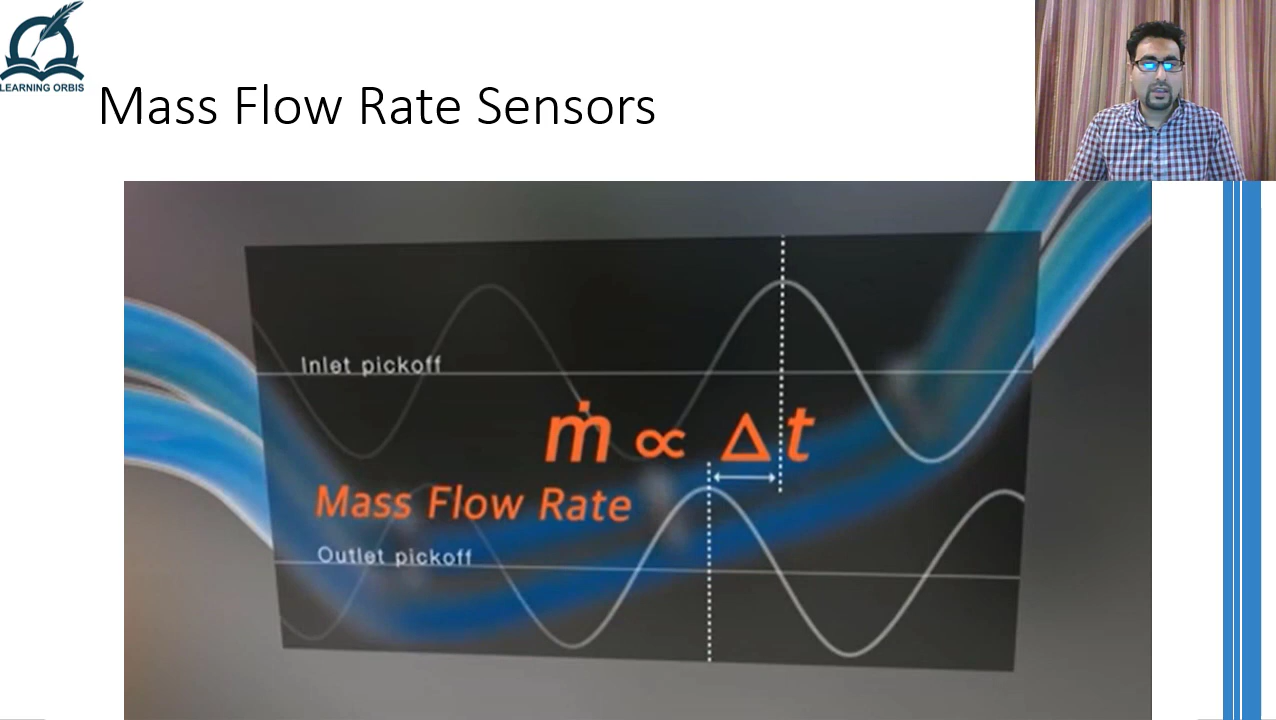 LEARNING ORBIS
Mass Flow Rate Sensors
Inlet pickoff
ṁ ∝ Δt
Mass Flow Rate
Outlet pickoff